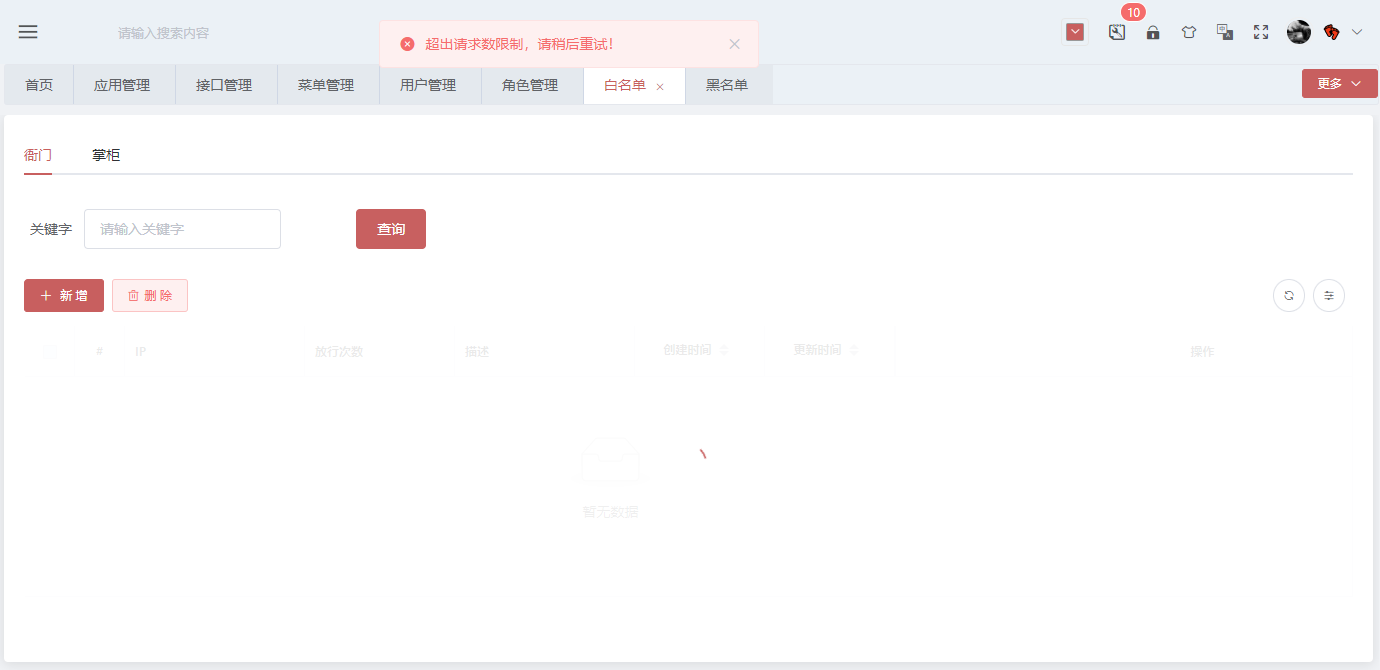 10
请输入搜索内容
超出请求数限制，请稍后重试！
首页 应用管理 接口管理 菜单管理 用户管理 角色管理 白名单 黑名单 更多
衙门 掌柜
关键字 请输入关键字 查询
新增 删除
# IP 放行次数 描述 创建时间 更新时间 操作
暂无数据